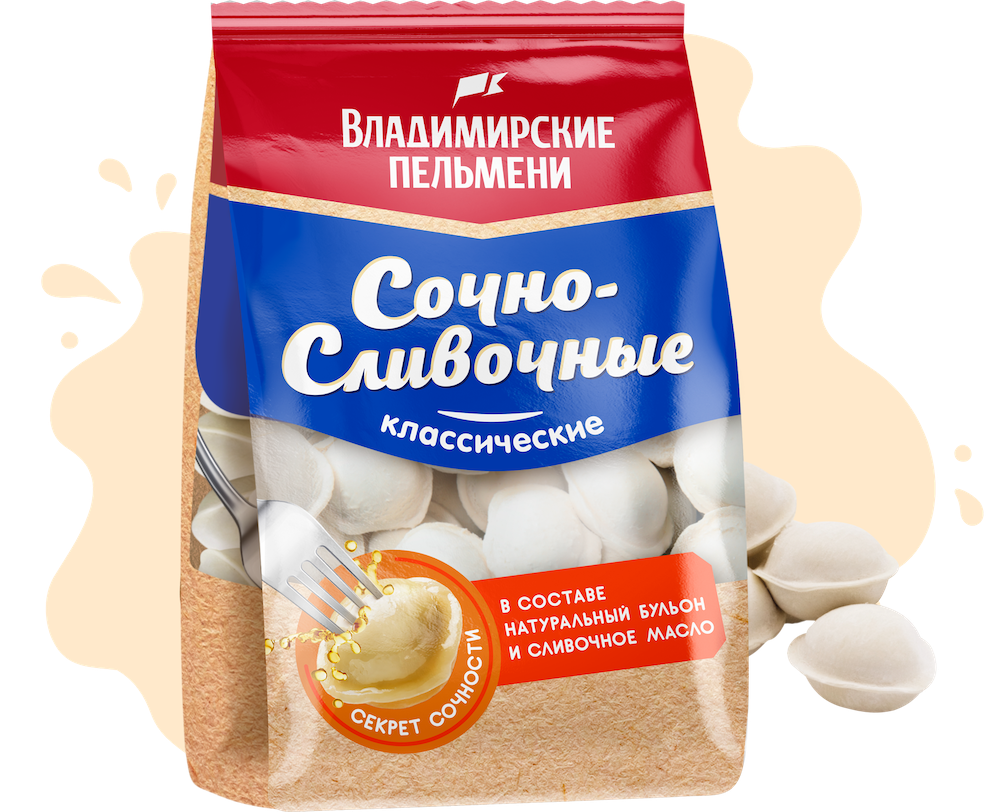 Владимирские
пельмени
Сочно-
Сливочные
классические
В СОСТАВЕ
НАТУРАЛЬНЫЙ БУЛЬОН
И СЛИВОЧНОЕ МАСЛО
СЕКРЕТ СОЧНОСТИ